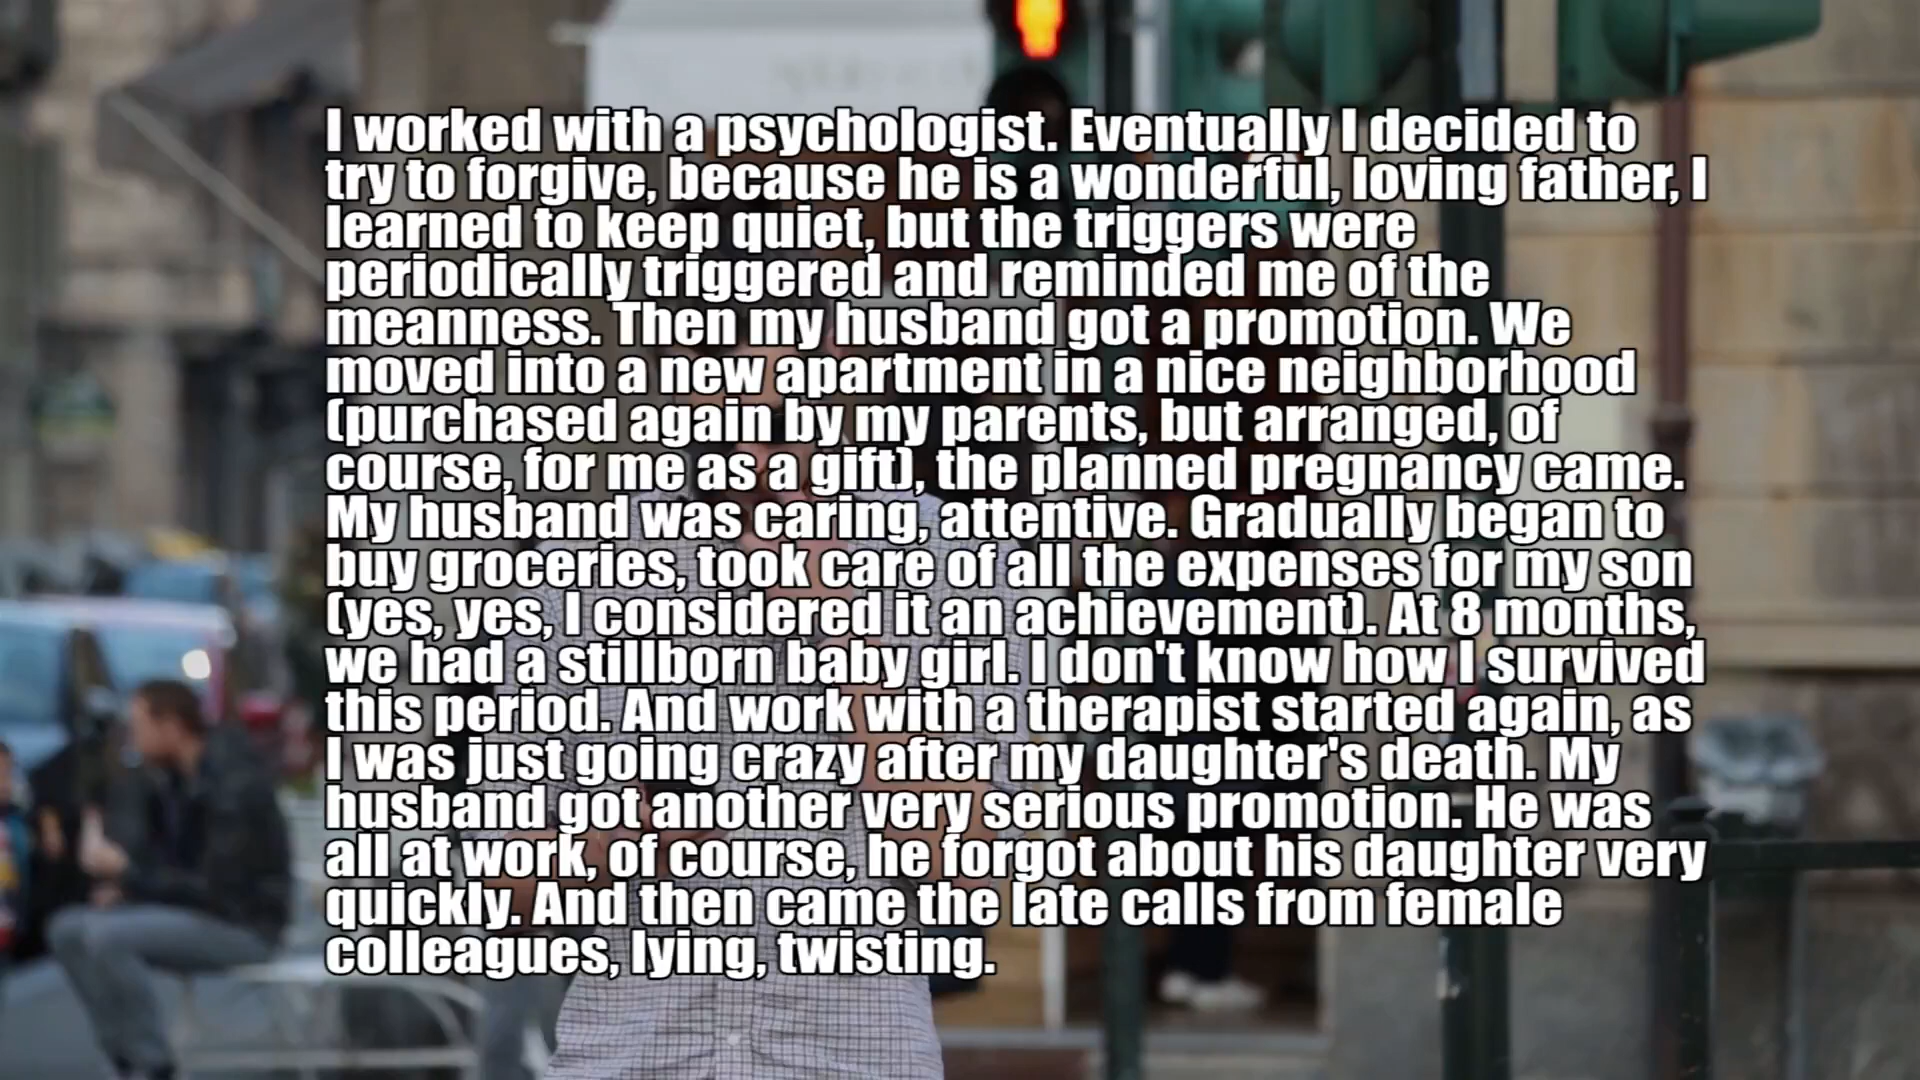 I worked with a psychologist. Eventually I decided to
try to forgive, because he is a wonderful, loving father, I
learned to keep quiet, but the triggers were
periodically triggered and reminded me of the
meanness. Then my husband got a promotion. We
moved into a new apartment in a nice neighborhood
(purchased again by my parents, but arranged, of
course, for me as a gift), the planned pregnancy came.
My husband was caring, attentive. Gradually began to
buy groceries, took care of all the expenses for my son
(yes, yes, I considered it an achievement). At 8 months,
we had a stillborn baby girl. I don't know how I survived
this period. And work with a therapist started again, as
I was just going crazy after my daughter's death. My
husband got another very serious promotion. He was
all at work, of course, he forgot about his daughter very
quickly. And then came the late calls from female
colleagues, lying, twisting.